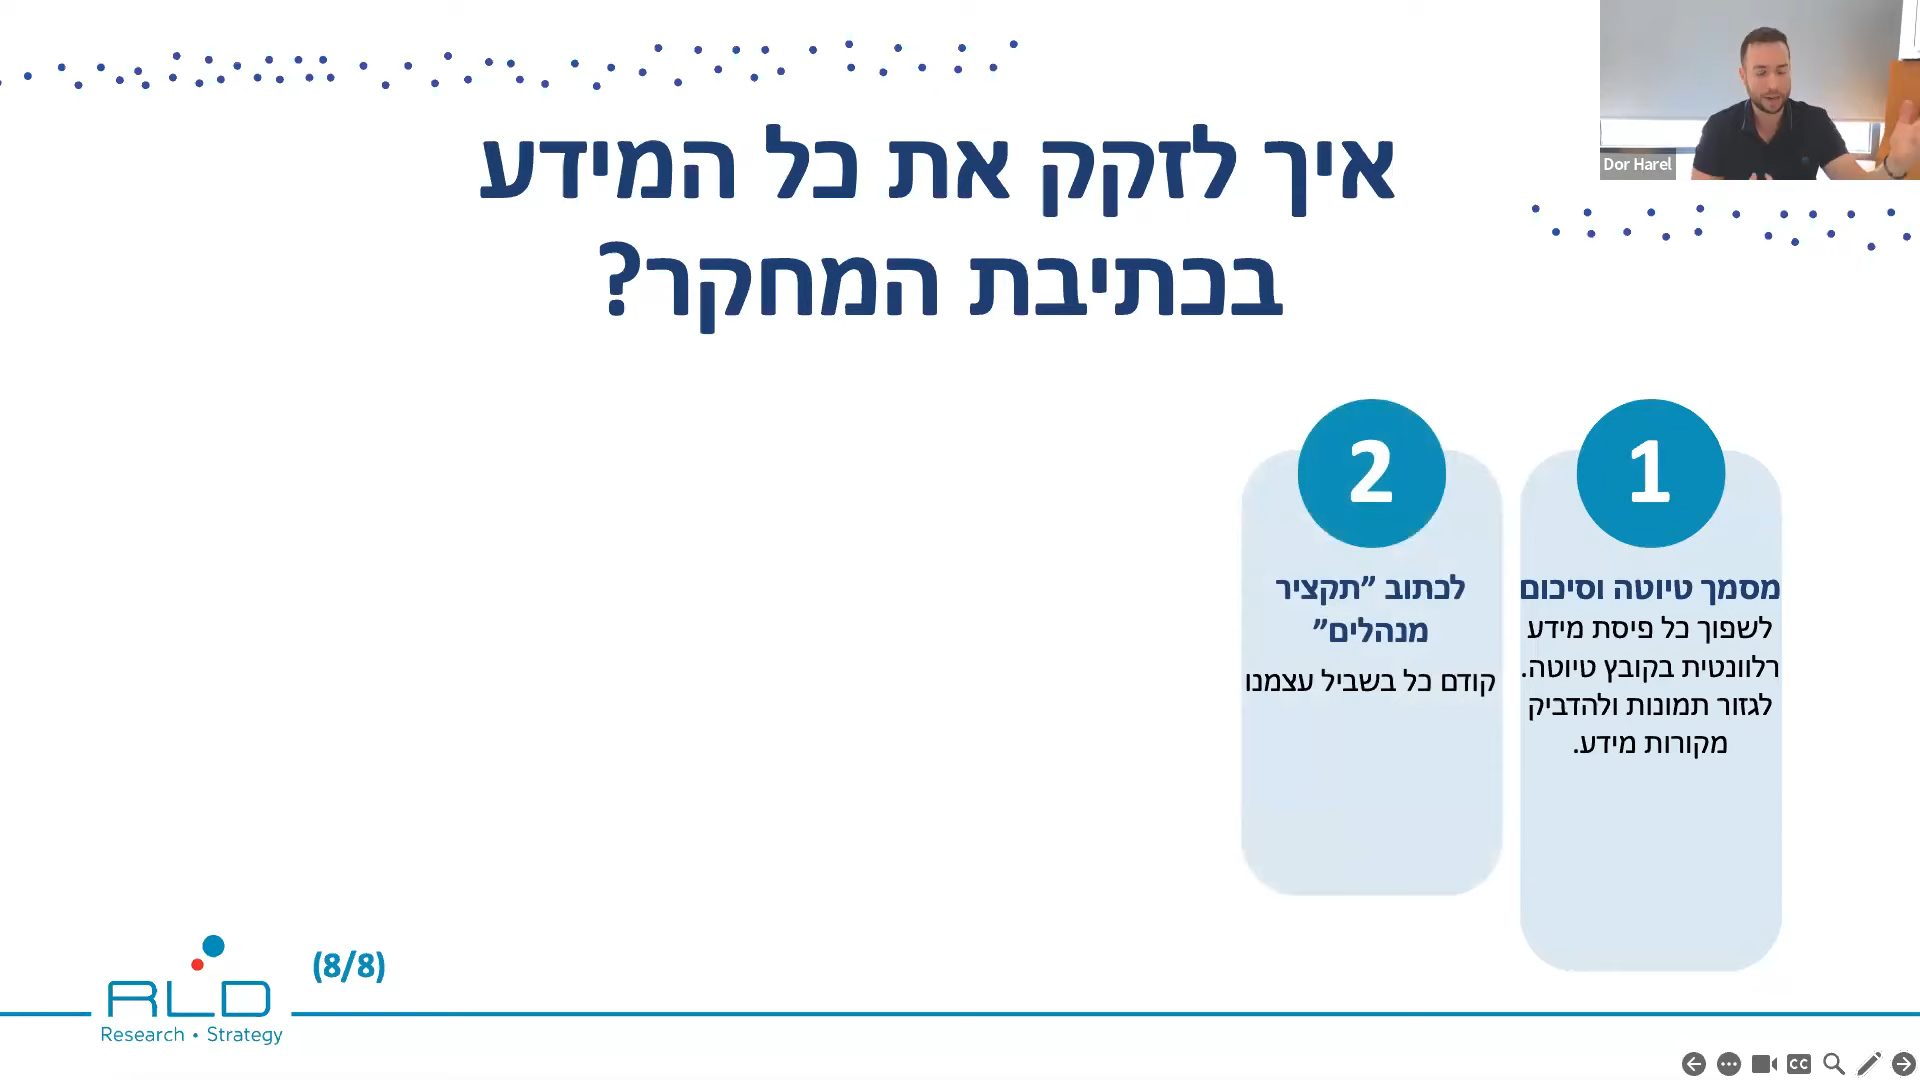 Dor Harel
איך לזקק את כל המידע
בכתיבת המחקר?
1
מסמך טיוטה וסיכום
לשפוך כל פיסת מידע
רלוונטית בקובץ טיוטה.
לגזור תמונות ולהדביק
מקורות מידע.
2
לכתוב ״תקציר
מנהלים״
קודם כל בשביל עצמנו
(8/8)
RLD
Research • Strategy
CC